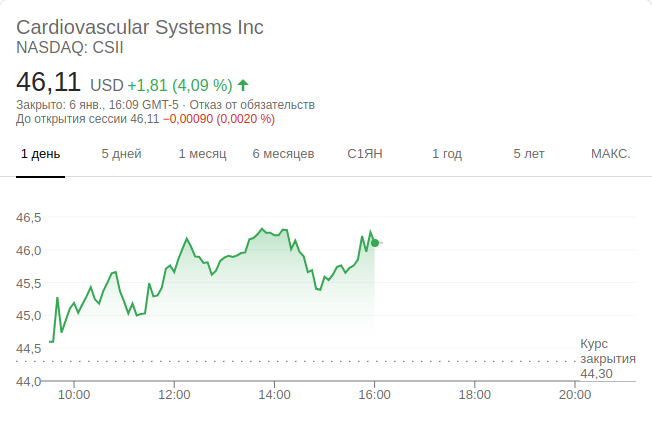 Cardiovascular Systems Inc
NASDAQ: CSII
46,11 USD +1,81 (4,09 %)
Закрыто: 6 янв., 16:09 GMT-5 · Отказ от обязательств
До открытия сессии 46,11 −0,00090 (0,0020 %)
1 день 5 дней 1 месяц 6 месяцев С1ЯН 1 год 5 лет МАКС.
46,5
46,0
45,5
45,0
44,5
44,0
Курс
закрытия
44,30
10:00 12:00 14:00 16:00 18:00 20:00